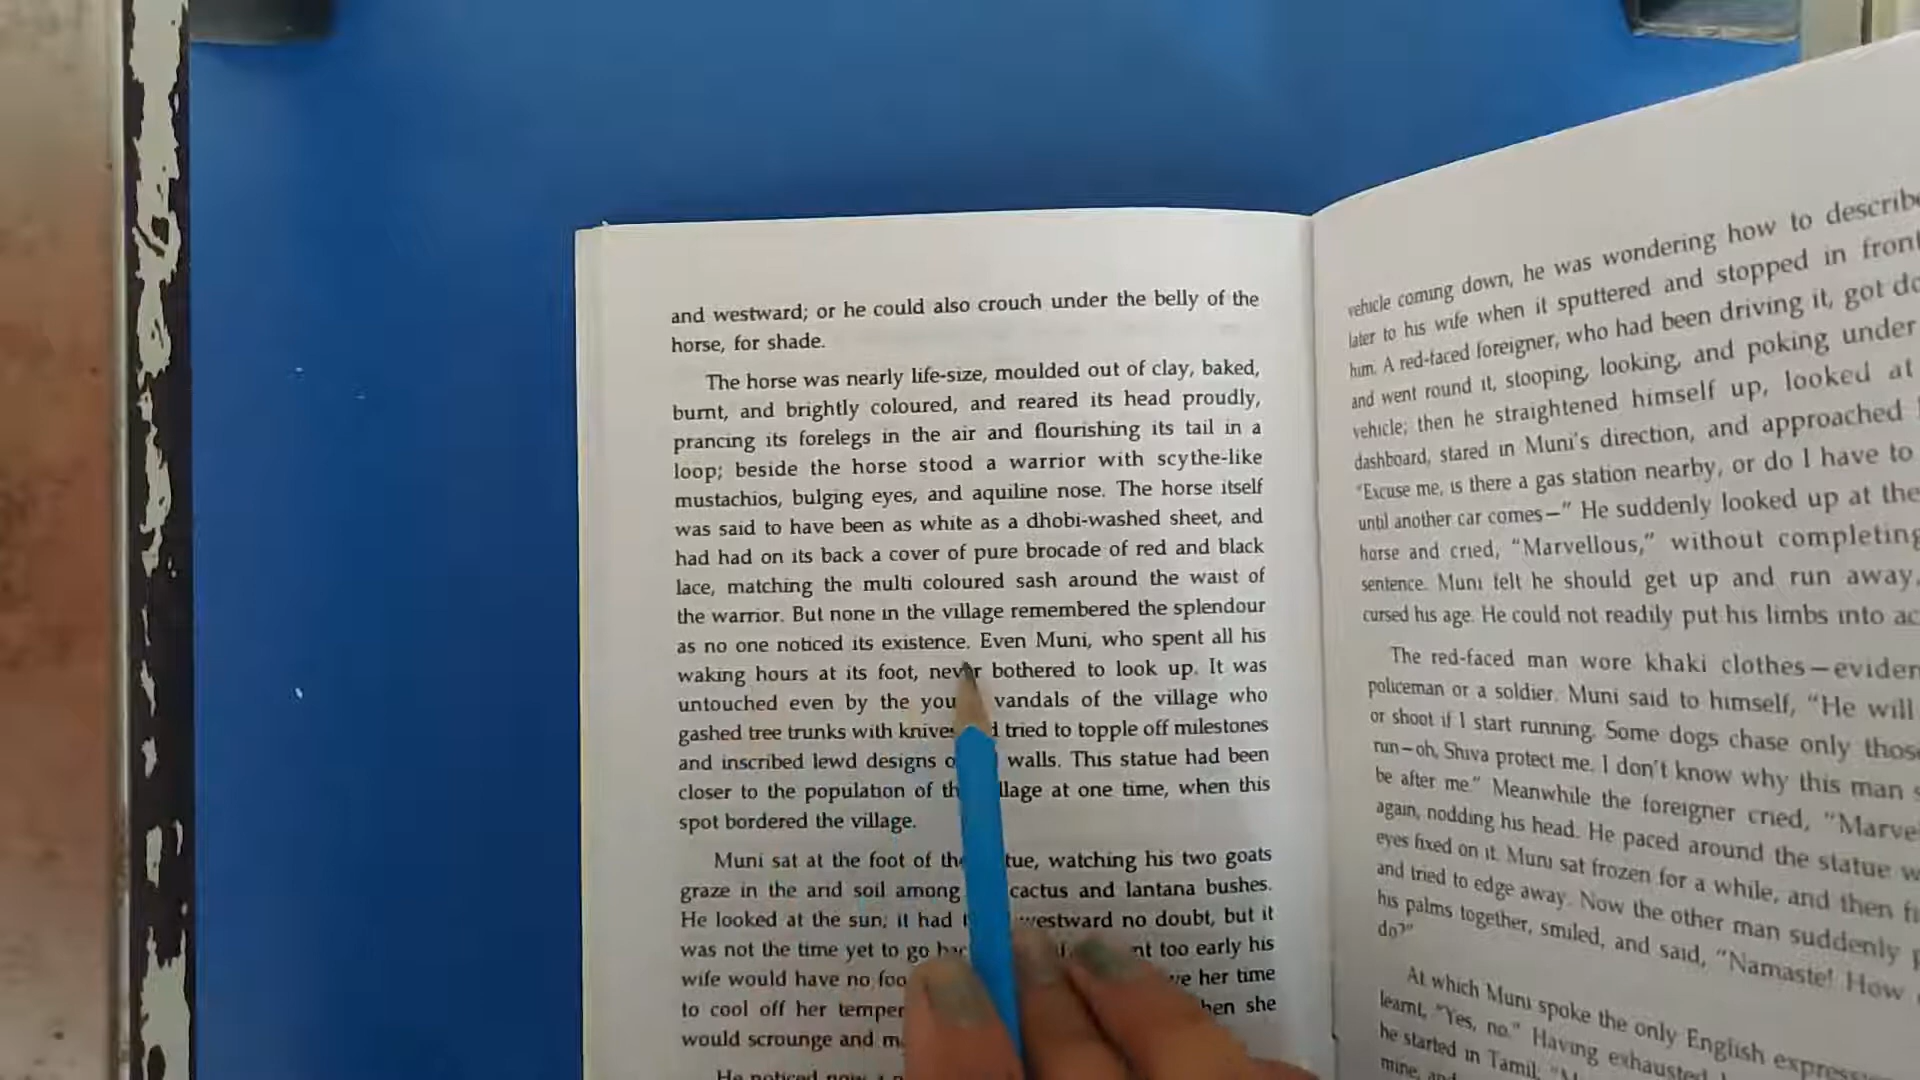 and westward; or he could also crouch under the belly of the
horse, for shade.
The horse was nearly life-size, moulded out of clay, baked,
burnt, and brightly coloured, and reared its head proudly,
prancing its forelegs in the air and flourishing its tail in a
loop; beside the horse stood a warrior with scythe-like
mustachios, bulging eyes, and aquiline nose. The horse itself
was said to have been as white as a dhobi-washed sheet, and
had had on its back a cover of pure brocade of red and black
lace, matching the multi coloured sash around the waist of
the warrior. But none in the village remembered the splendour
as no one noticed its existence. Even Muni, who spent all his
waking hours at its foot, never bothered to look up. It was
untouched even by the vandals of the village who
gashed tree trunks with tried to topple off milestones
and inscribed lewd designs walls. This statue had been
closer to the population of at one time, when this
spot bordered the village.
Muni sat at the foot of watching his two goats
graze in the arid soil among cactus and lantana bushes.
He looked at the sun; it had westward no doubt, but it
was not the time yet to go too early his
wife would have no her time
to cool off her temper she
would scrounge and
He noticed now
vehicle coming down, he was wondering how to
later to his wife when it sputtered and stopped in front
him. A red-faced foreigner, who had been driving it, got
and went round it, stooping, looking, and poking under
vehicle; then he straightened himself up, looked at
dashboard, stared in Muni's direction, and approached
"Excuse me, is there a gas station nearby, or do I have to
until another car comes—" He suddenly looked up at the
horse and cried, "Marvellous," without completing
sentence. Muni felt he should get up and run away,
cursed his age. He could not readily put his limbs into
The red-faced man wore khaki clothes—
policeman or a soldier. Muni said to himself, "He will
or shoot if I start running. Some dogs chase only
run—oh, Shiva protect me. I don't know why this man
be after me." Meanwhile the foreigner cried,
again, nodding his head. He paced around the statue
eyes fixed on it. Muni sat frozen for a while, and then
and tried to edge away. Now the other man suddenly
his palms together, smiled, and said, "Namaste! How
do?"
At which Muni spoke the only English
learnt, "Yes, no." Having exhausted
he started in Tamil:
mine,